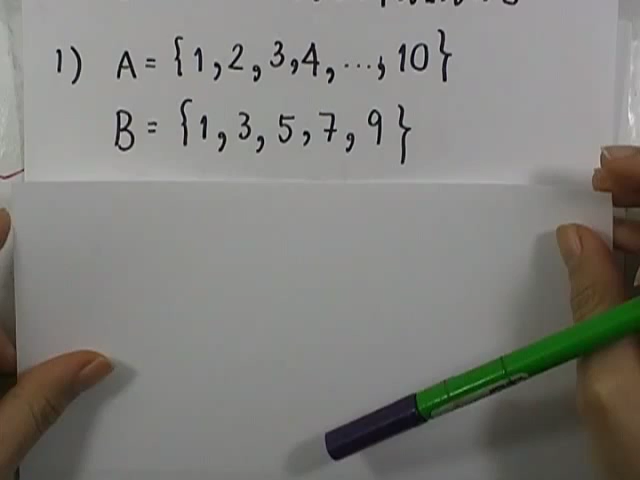 1) A = {1, 2, 3, 4, ..., 10}
B = {1, 3, 5, 7, 9}